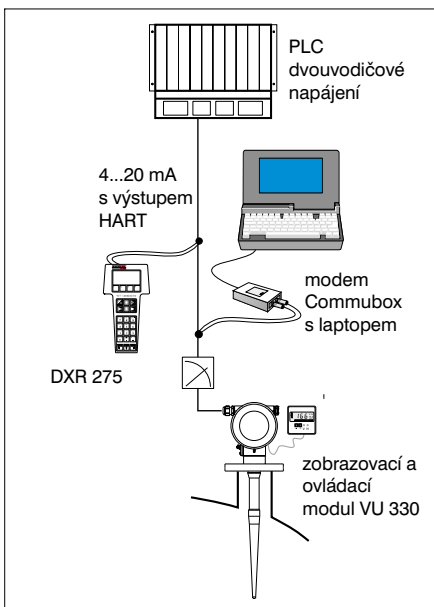 PLC
dvouvodičové
napájení
4...20 mA
s výstupem
HART
modem
Commubox
s laptopem
DXR 275
zobrazovací a
ovládací
modul VU 330